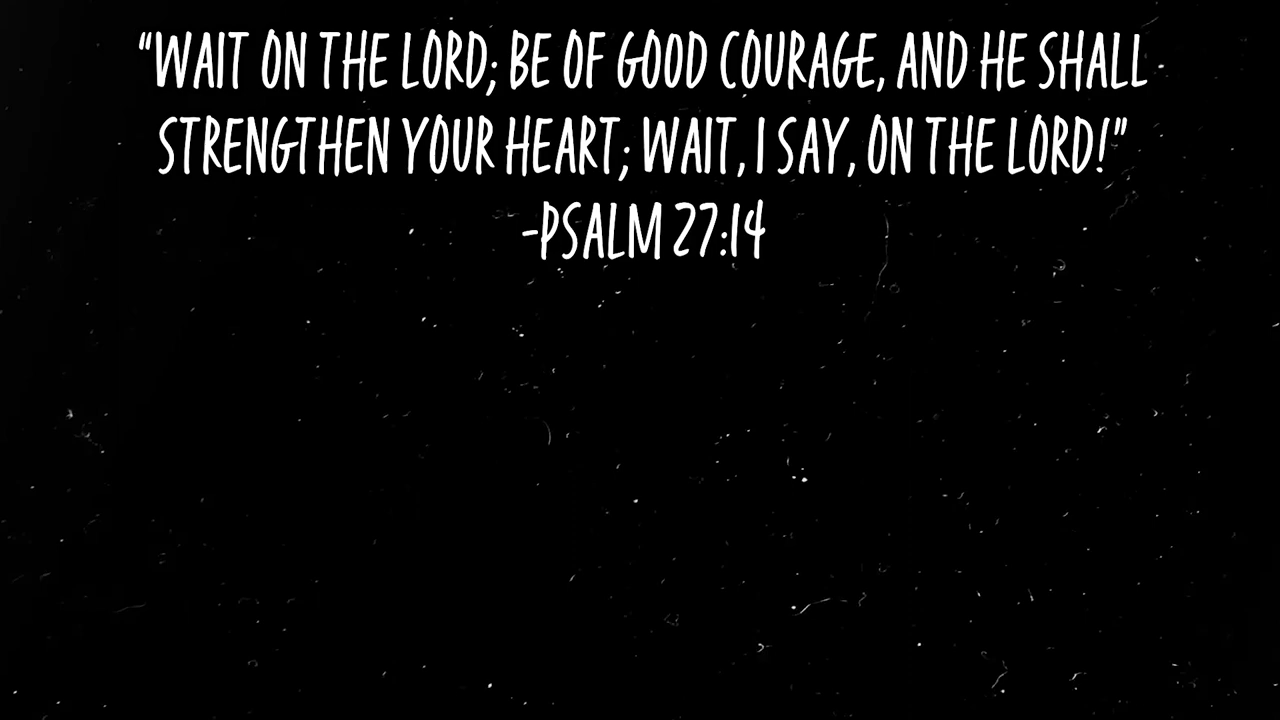 “WAIT ON THE LORD; BE OF GOOD COURAGE, AND HE SHALL
STRENGTHEN YOUR HEART; WAIT, I SAY, ON THE LORD!”
-PSALM 27:14